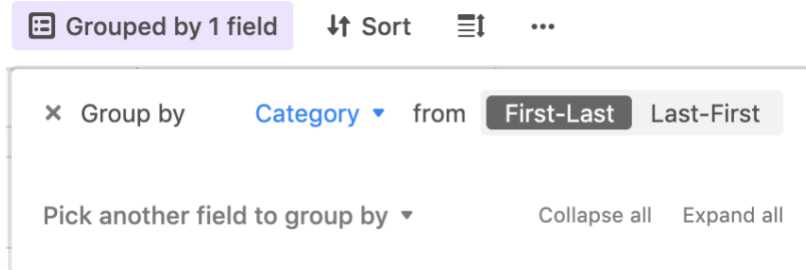 Grouped by 1 field Sort
Group by Category from First-Last Last-First
Pick another field to group by Collapse all Expand all